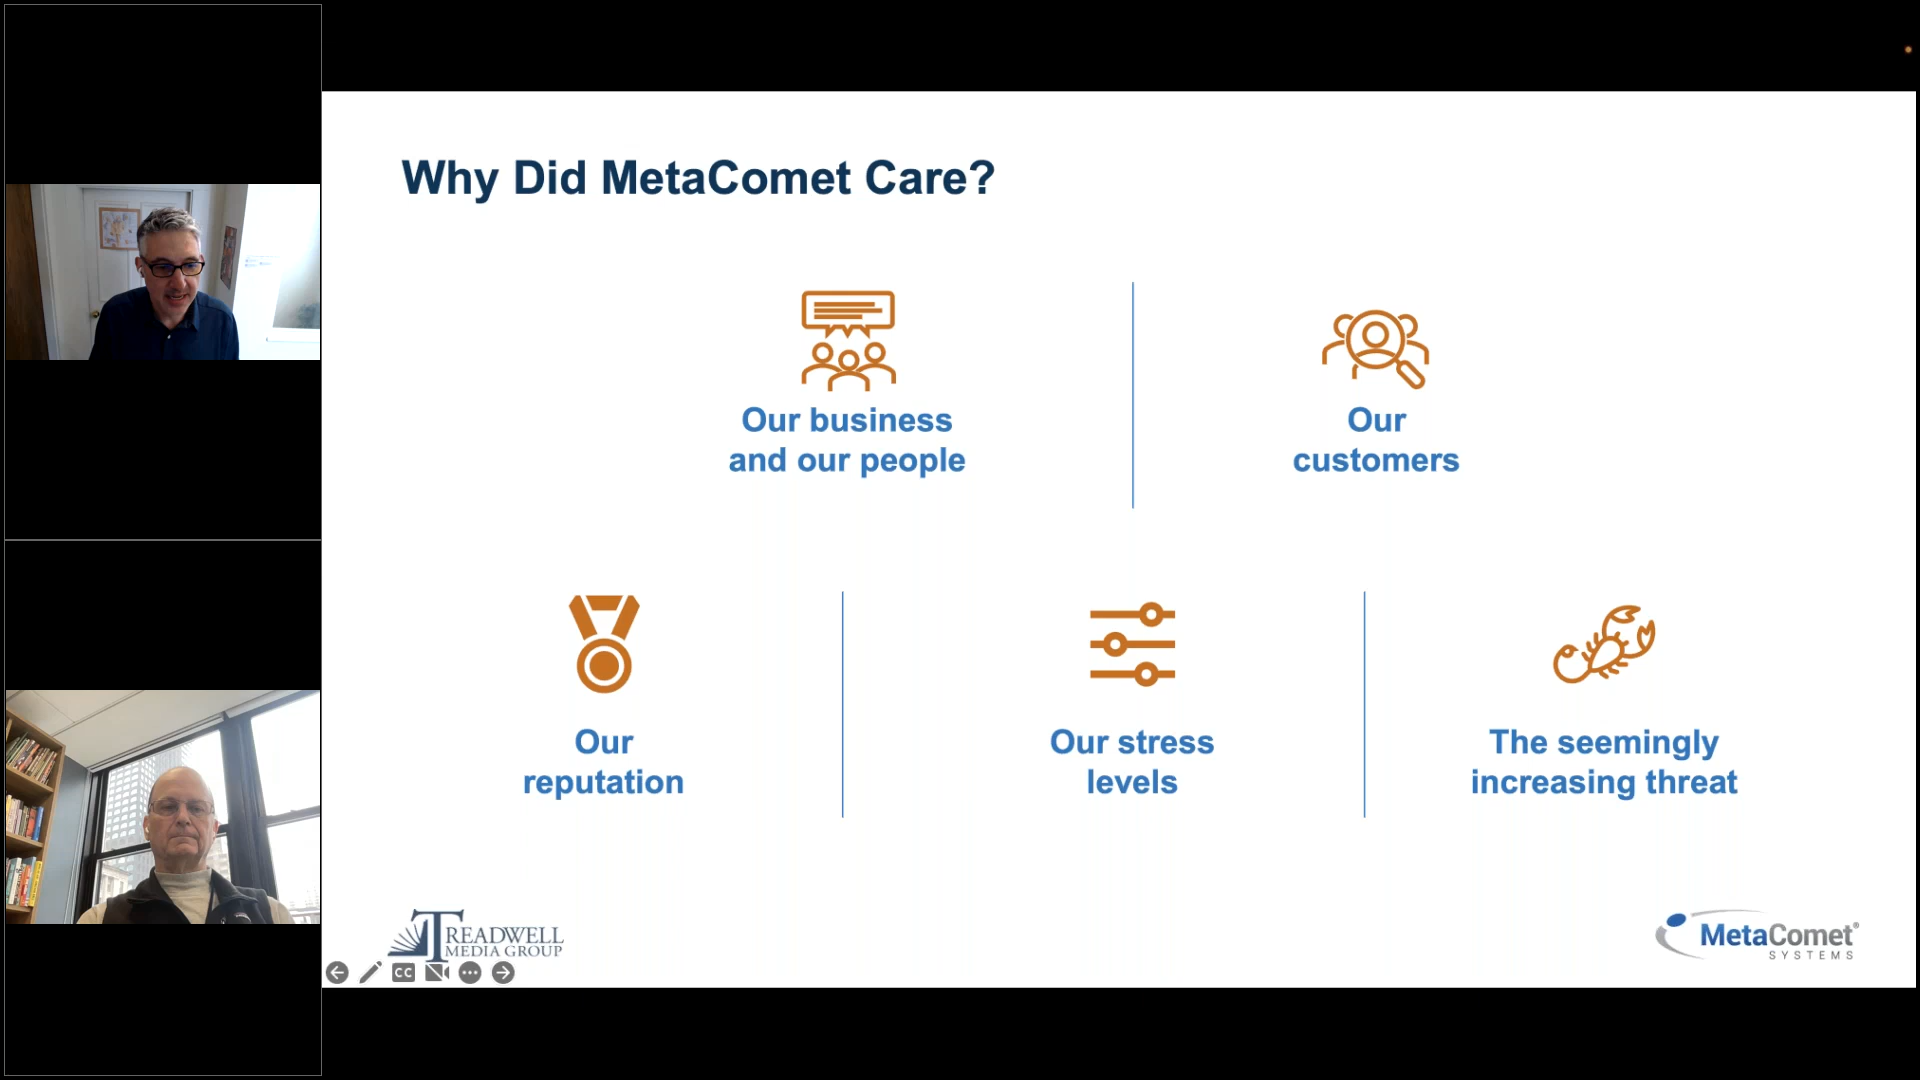 Why Did MetaComet Care?
Our business
and our people
Our
customers
Our
reputation
Our stress
levels
The seemingly
increasing threat
TREADWELL
MEDIA GROUP
MetaComet®
SYSTEMS
CC